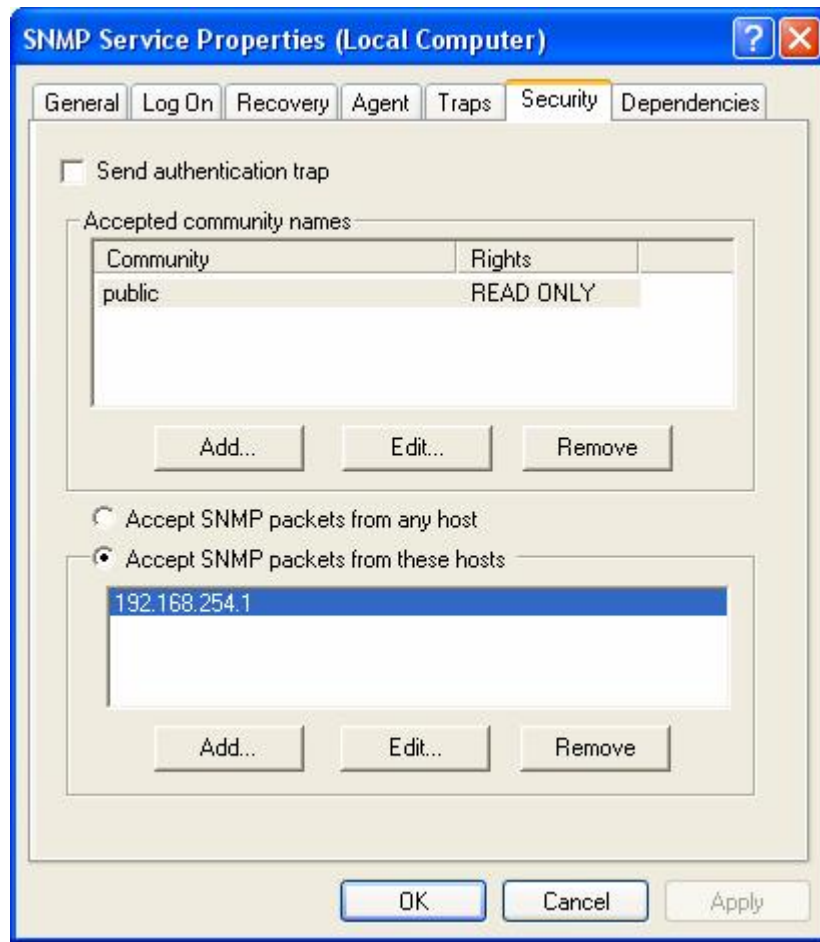 SNMP Service Properties (Local Computer)
General Log On Recovery Agent Traps Security Dependencies
Send authentication trap
Accepted community names
Community Rights
public READ ONLY
Add... Edit... Remove
Accept SNMP packets from any host
Accept SNMP packets from these hosts
192.168.254.1
Add... Edit... Remove
OK Cancel Apply